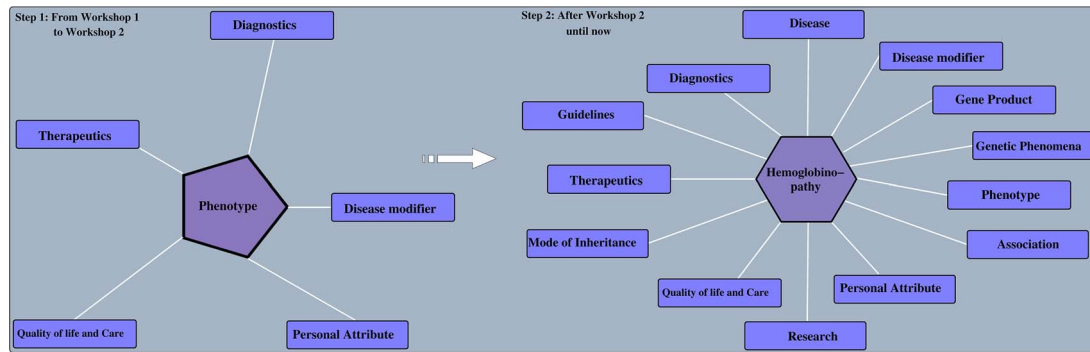 Step 1: From Workshop 1
to Workshop 2
Diagnostics
Therapeutics
Phenotype
Disease modifier
Quality of life and Care
Personal Attribute
Step 2: After Workshop 2
until now
Disease
Disease modifier
Diagnostics
Gene Product
Guidelines
Genetic Phenomena
Hemoglobino–
pathy
Therapeutics
Phenotype
Mode of Inheritance
Association
Quality of life and Care
Personal Attribute
Research